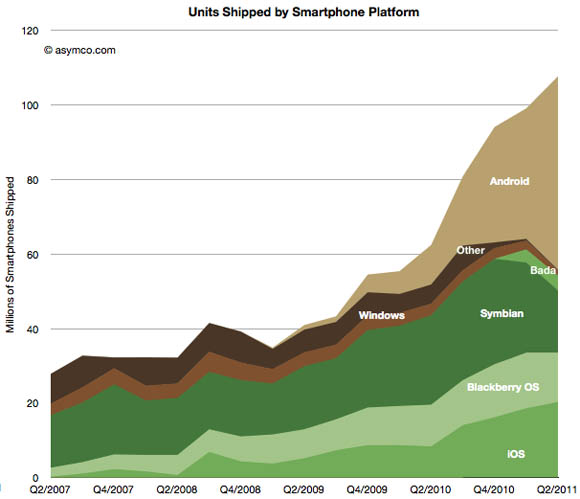 Units Shipped by Smartphone Platform
120
© asymco.com
100
Android
80
Other
60
Bada
Windows
Symbian
40
Blackberry OS
20
iOS
0
Millions of Smartphones Shipped
Q2/2007 Q4/2007 Q2/2008 Q4/2008 Q2/2009 Q4/2009 Q2/2010 Q4/2010 Q2/2011